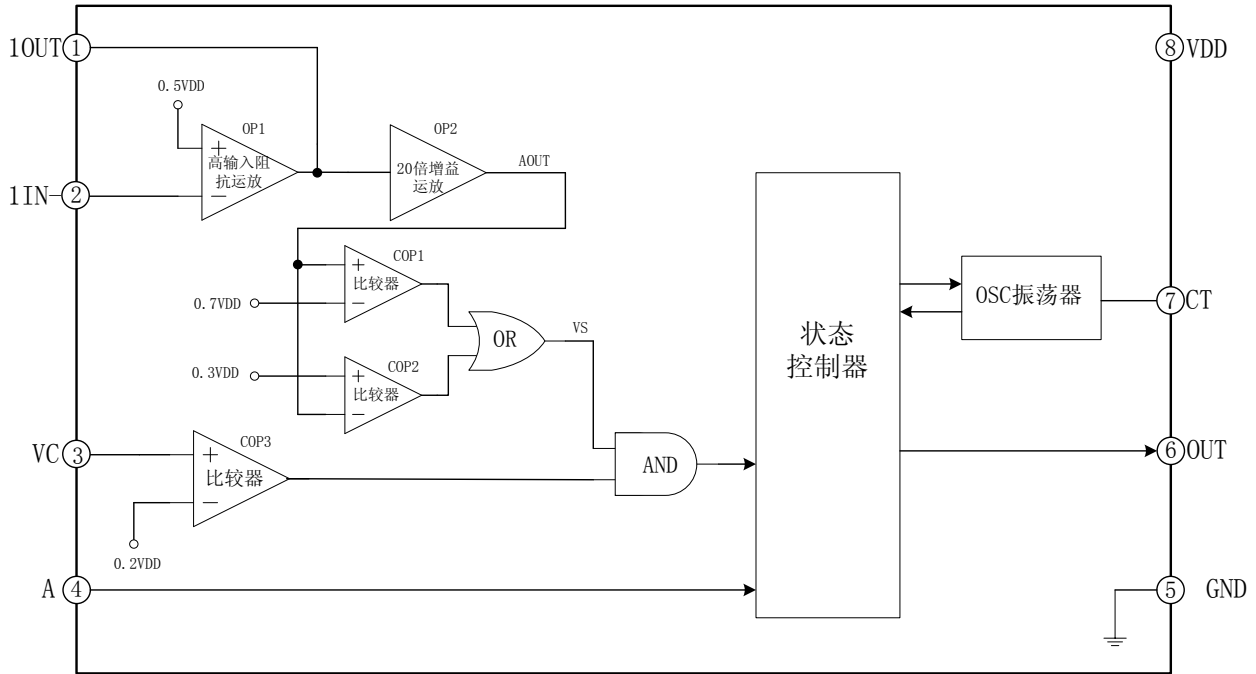 1OUT 1
8 VDD
0.5VDD
OP1
+
高输入阻
抗运放
−
OP2
20倍增益
运放
AOUT
1IN- 2
COP1
+
比较器
−
0.7VDD
OR
VS
COP2
0.3VDD
+
比较器
−
OSC振荡器
7 CT
状态
控制器
VC 3
COP3
+
比较器
−
0.2VDD
AND
6 OUT
A 4
5 GND